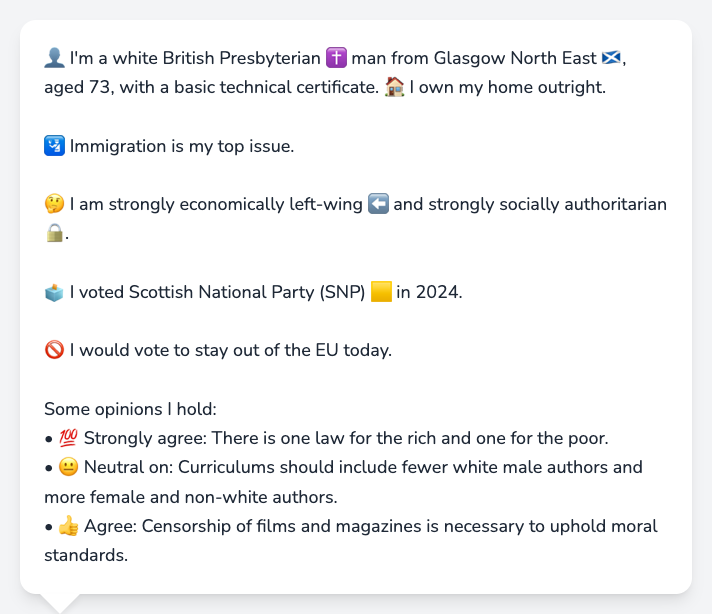 👤 I'm a white British Presbyterian ✝️ man from Glasgow North East 🏴󠁧󠁢󠁳󠁣󠁴󠁿,
aged 73, with a basic technical certificate. 🏠 I own my home outright.
🛂 Immigration is my top issue.
🤔 I am strongly economically left-wing ⬅️ and strongly socially authoritarian
🔒.
🗳️ I voted Scottish National Party (SNP) 🟨 in 2024.
🚫 I would vote to stay out of the EU today.
Some opinions I hold:
• 💯 Strongly agree: There is one law for the rich and one for the poor.
• 😐 Neutral on: Curriculums should include fewer white male authors and
more female and non-white authors.
• 👍 Agree: Censorship of films and magazines is necessary to uphold moral
standards.